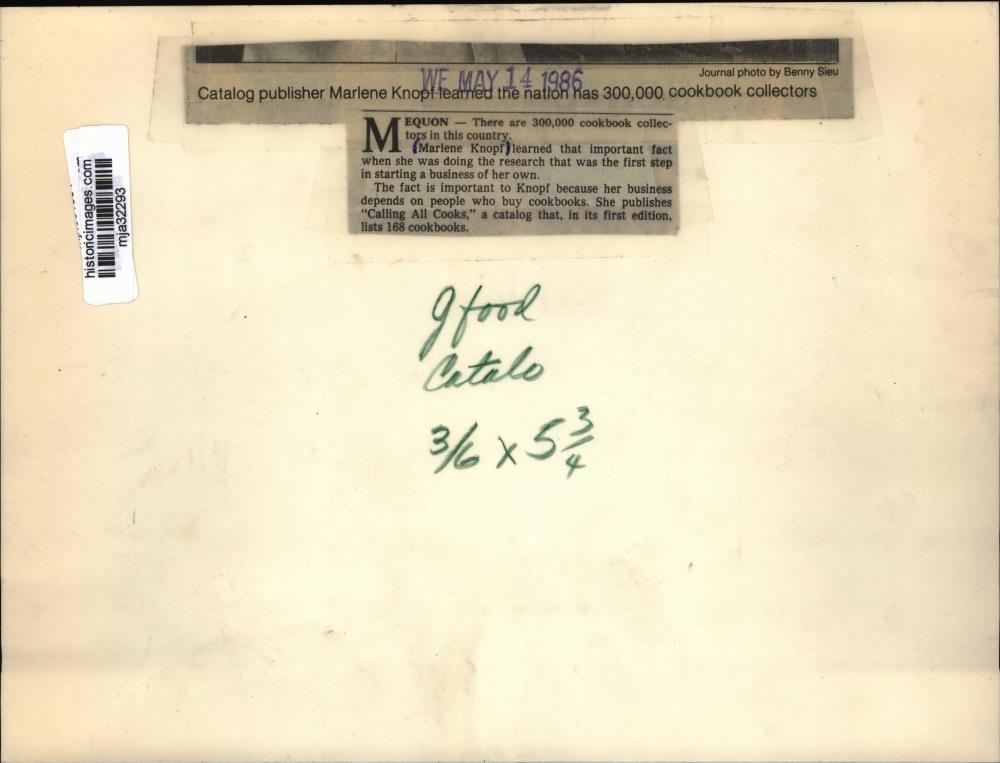 Journal photo by Benny Sieu
WE MAY 14 1986
Catalog publisher Marlene Knopf learned the nation has 300,000 cookbook collectors
MEQUON — There are 300,000 cookbook collec-
tors in this country.
(Marlene Knopf) learned that important fact
when she was doing the research that was the first step
in starting a business of her own.
The fact is important to Knopf because her business
depends on people who buy cookbooks. She publishes
"Calling All Cooks," a catalog that, in its first edition,
lists 168 cookbooks.
historicimages.com
mja32293
g food
Catalo
3/6 x 5 3/4